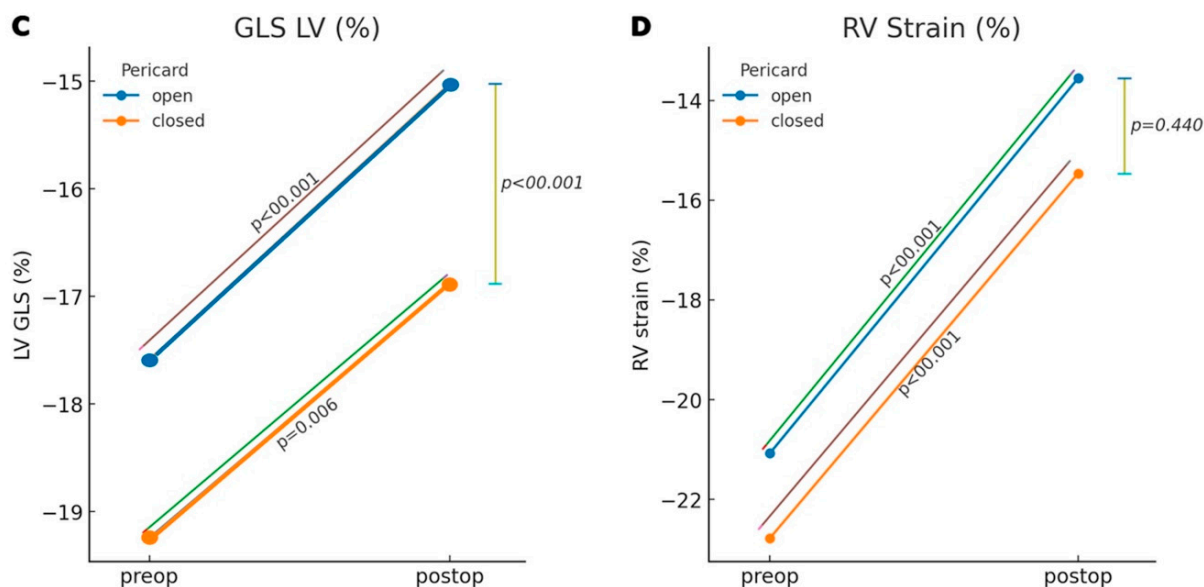 C
GLS LV (%)
Pericard
open
closed
−15
−16
−17
−18
−19
LV GLS (%)
p<00.001
p=0.006
p<00.001
preop
postop
D
RV Strain (%)
Pericard
open
closed
−14
−16
−18
−20
−22
RV strain (%)
p<00.001
p<00.001
p=0.440
preop
postop